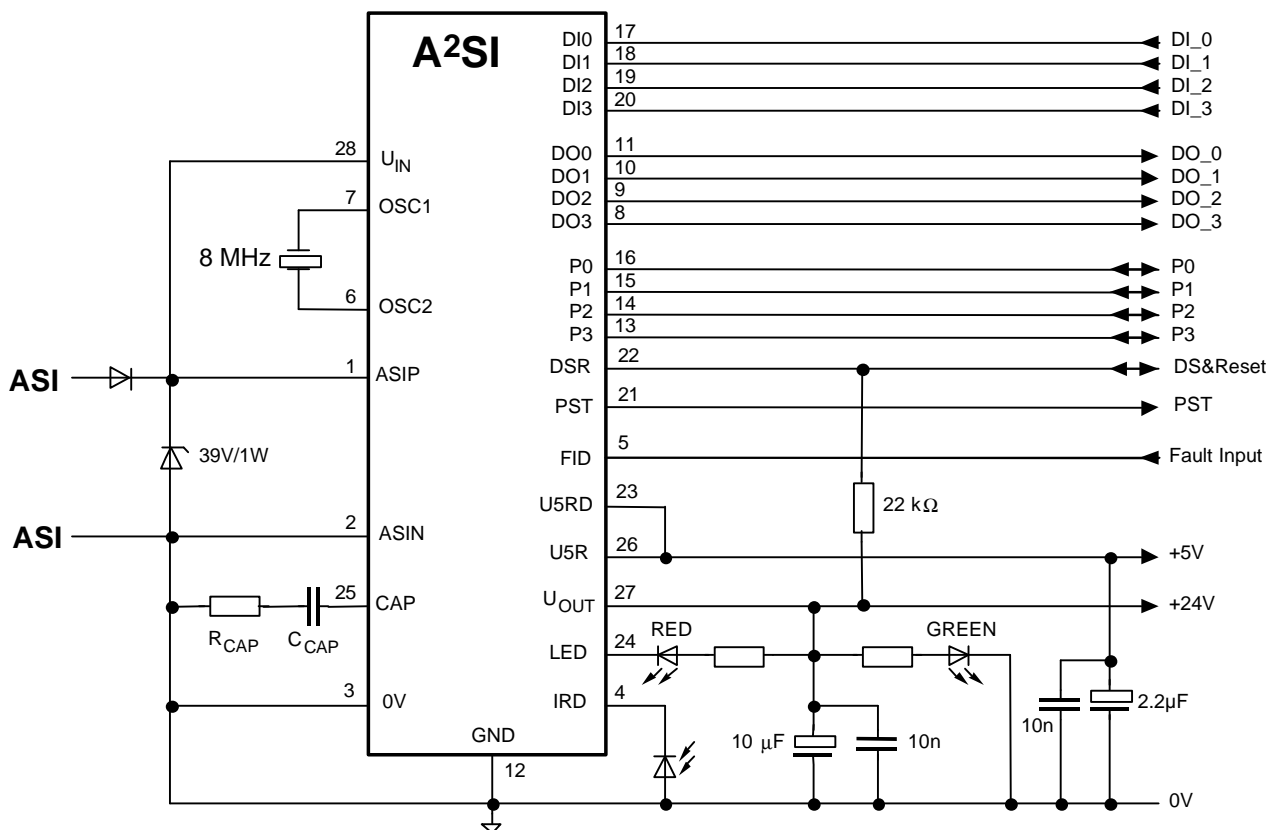 A²SI
17
DI0
DI_0
18
DI1
DI_1
19
DI2
DI_2
20
DI3
DI_3
28
U_IN
11
DO0
DO_0
10
DO1
DO_1
9
DO2
DO_2
8
DO3
DO_3
7
OSC1
8 MHz
6
OSC2
16
P0
P0
15
P1
P1
14
P2
P2
13
P3
P3
22
DSR
DS&Reset
ASI
1
ASIP
21
PST
PST
39V/1W
5
FID
Fault Input
23
U5RD
22 kΩ
ASI
2
ASIN
26
U5R
+5V
25
CAP
R_CAP
C_CAP
27
U_OUT
+24V
24
LED
RED
GREEN
3
0V
4
IRD
10 µF
10n
10n
2.2µF
GND
12
0V